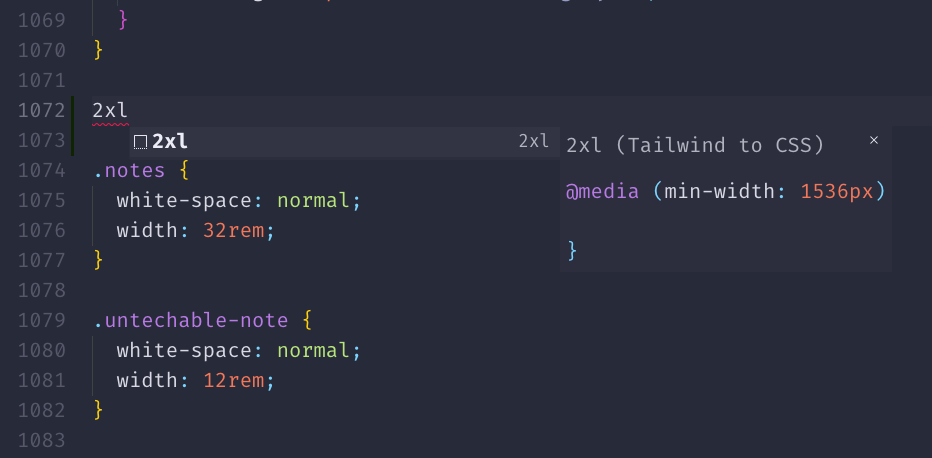 1069 }
1070 }
1071
1072 2xl
1073 2xl 2xl
2xl (Tailwind to CSS) ×
@media (min-width: 1536px)
}
1074 .notes {
1075 white-space: normal;
1076 width: 32rem;
1077 }
1078
1079 .untechable-note {
1080 white-space: normal;
1081 width: 12rem;
1082 }
1083